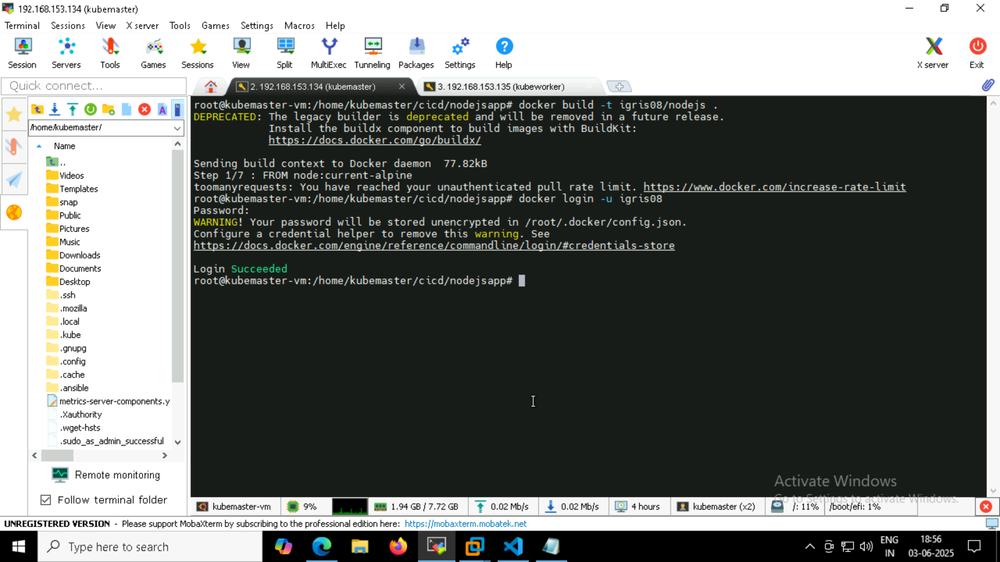 192.168.153.134 (kubemaster)
Terminal Sessions View X server Tools Games Settings Macros Help
Session Servers Tools Games Sessions View Split MultiExec Tunneling Packages Settings Help X server Exit
Quick connect...
2. 192.168.153.134 (kubemaster)
3. 192.168.153.135 (kubeworker)
/home/kubemaster/
Name
..
Videos
Templates
snap
Public
Pictures
Music
Downloads
Documents
Desktop
.ssh
.mozilla
.local
.kube
.gnupg
.config
.cache
.ansible
metrics-server-components.y
.Xauthority
.wget-hsts
.sudo_as_admin_successful
Remote monitoring
Follow terminal folder
root@kubemaster-vm:/home/kubemaster/cicd/nodejsapp# docker build -t igris08/nodejs .
DEPRECATED: The legacy builder is deprecated and will be removed in a future release.
Install the buildx component to build images with BuildKit:
https://docs.docker.com/go/buildx/
Sending build context to Docker daemon  77.82kB
Step 1/7 : FROM node:current-alpine
toomanyrequests: You have reached your unauthenticated pull rate limit. https://www.docker.com/increase-rate-limit
root@kubemaster-vm:/home/kubemaster/cicd/nodejsapp# docker login -u igris08
Password:
WARNING! Your password will be stored unencrypted in /root/.docker/config.json.
Configure a credential helper to remove this warning. See
https://docs.docker.com/engine/reference/commandline/login/#credentials-store
Login Succeeded
root@kubemaster-vm:/home/kubemaster/cicd/nodejsapp#
Activate Windows
Go to Settings to activate Windows.
kubemaster-vm 9% 1.94 GB / 7.72 GB 0.02 Mb/s 0.02 Mb/s 4 hours kubemaster (x2) /: 11% /boot/efi: 1%
UNREGISTERED VERSION - Please support MobaXterm by subscribing to the professional edition here: https://mobaxterm.mobatek.net
Type here to search
ENG
IN
18:56
03-06-2025